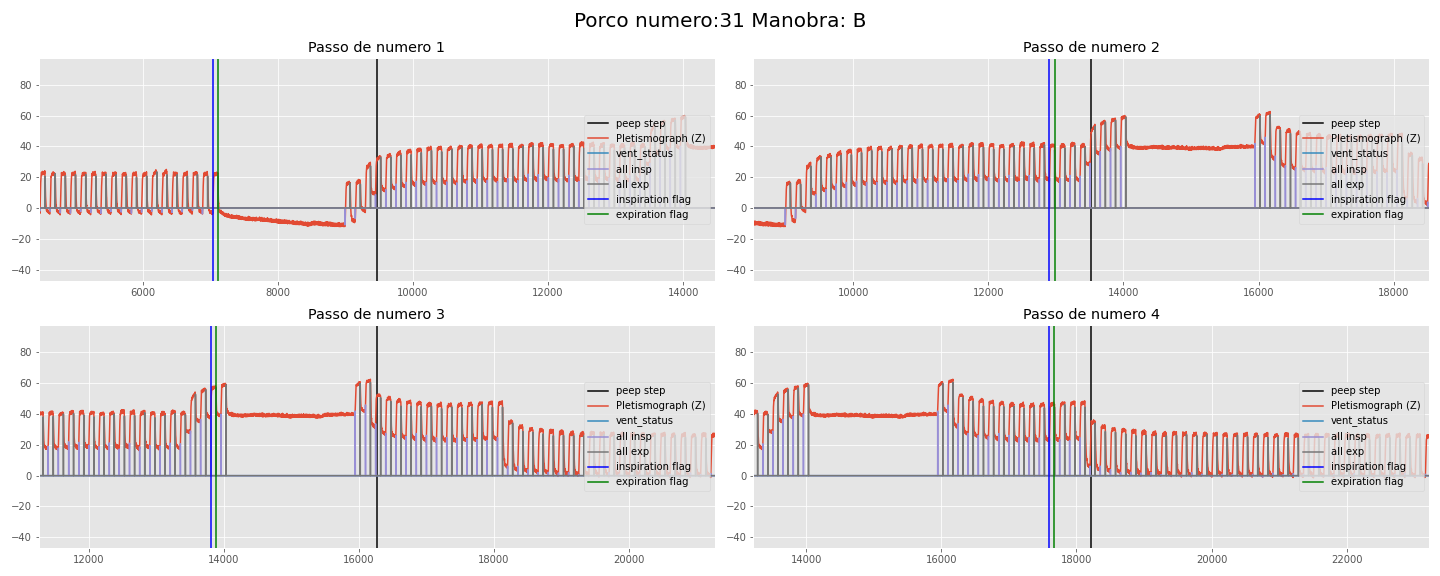 Porco numero:31 Manobra: B
Passo de numero 1
80
60
40
20
0
−20
−40
6000 8000 10000 12000 14000
peep step
Pletismograph (Z)
vent_status
all insp
all exp
inspiration flag
expiration flag
Passo de numero 2
80
60
40
20
0
−20
−40
10000 12000 14000 16000 18000
peep step
Pletismograph (Z)
vent_status
all insp
all exp
inspiration flag
expiration flag
Passo de numero 3
80
60
40
20
0
−20
−40
12000 14000 16000 18000 20000
peep step
Pletismograph (Z)
vent_status
all insp
all exp
inspiration flag
expiration flag
Passo de numero 4
80
60
40
20
0
−20
−40
14000 16000 18000 20000 22000
peep step
Pletismograph (Z)
vent_status
all insp
all exp
inspiration flag
expiration flag